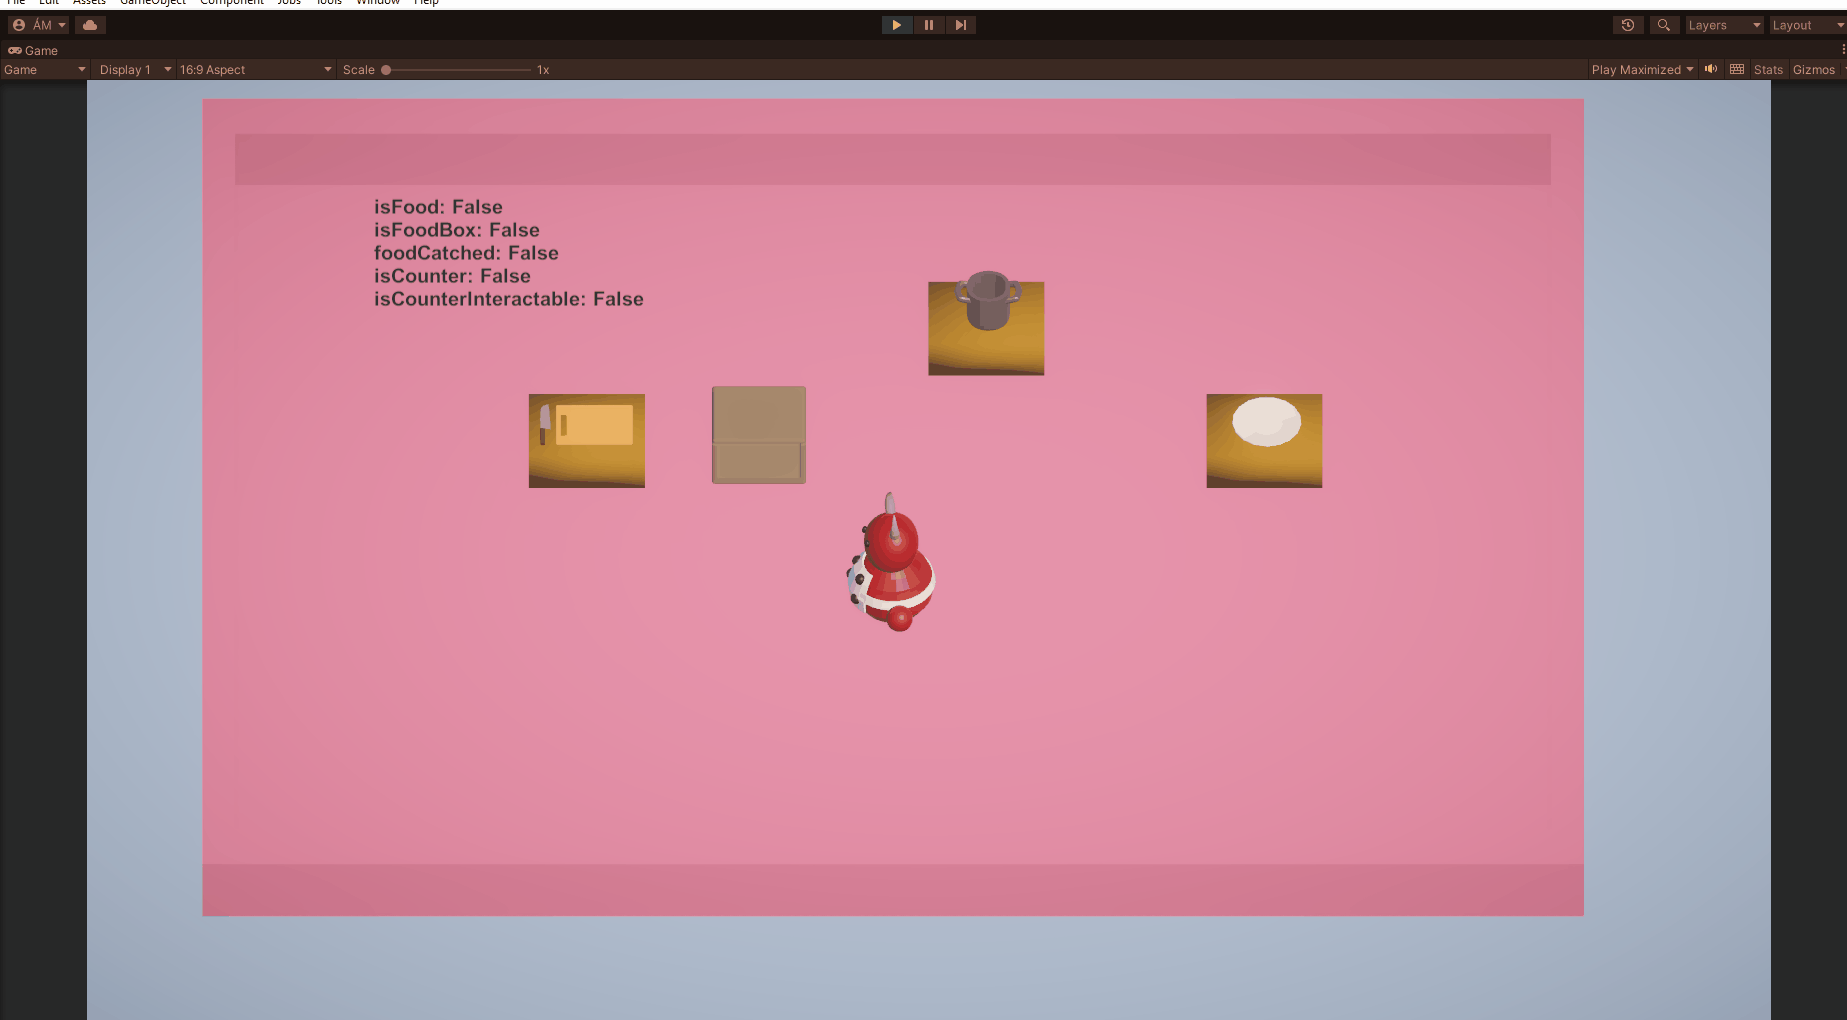 File Edit Assets GameObject Component Jobs Tools Window Help
ÁM Layers Layout
Game
Game Display 1 16:9 Aspect Scale 1x Play Maximized Stats Gizmos
isFood: False
isFoodBox: False
foodCatched: False
isCounter: False
isCounterInteractable: False